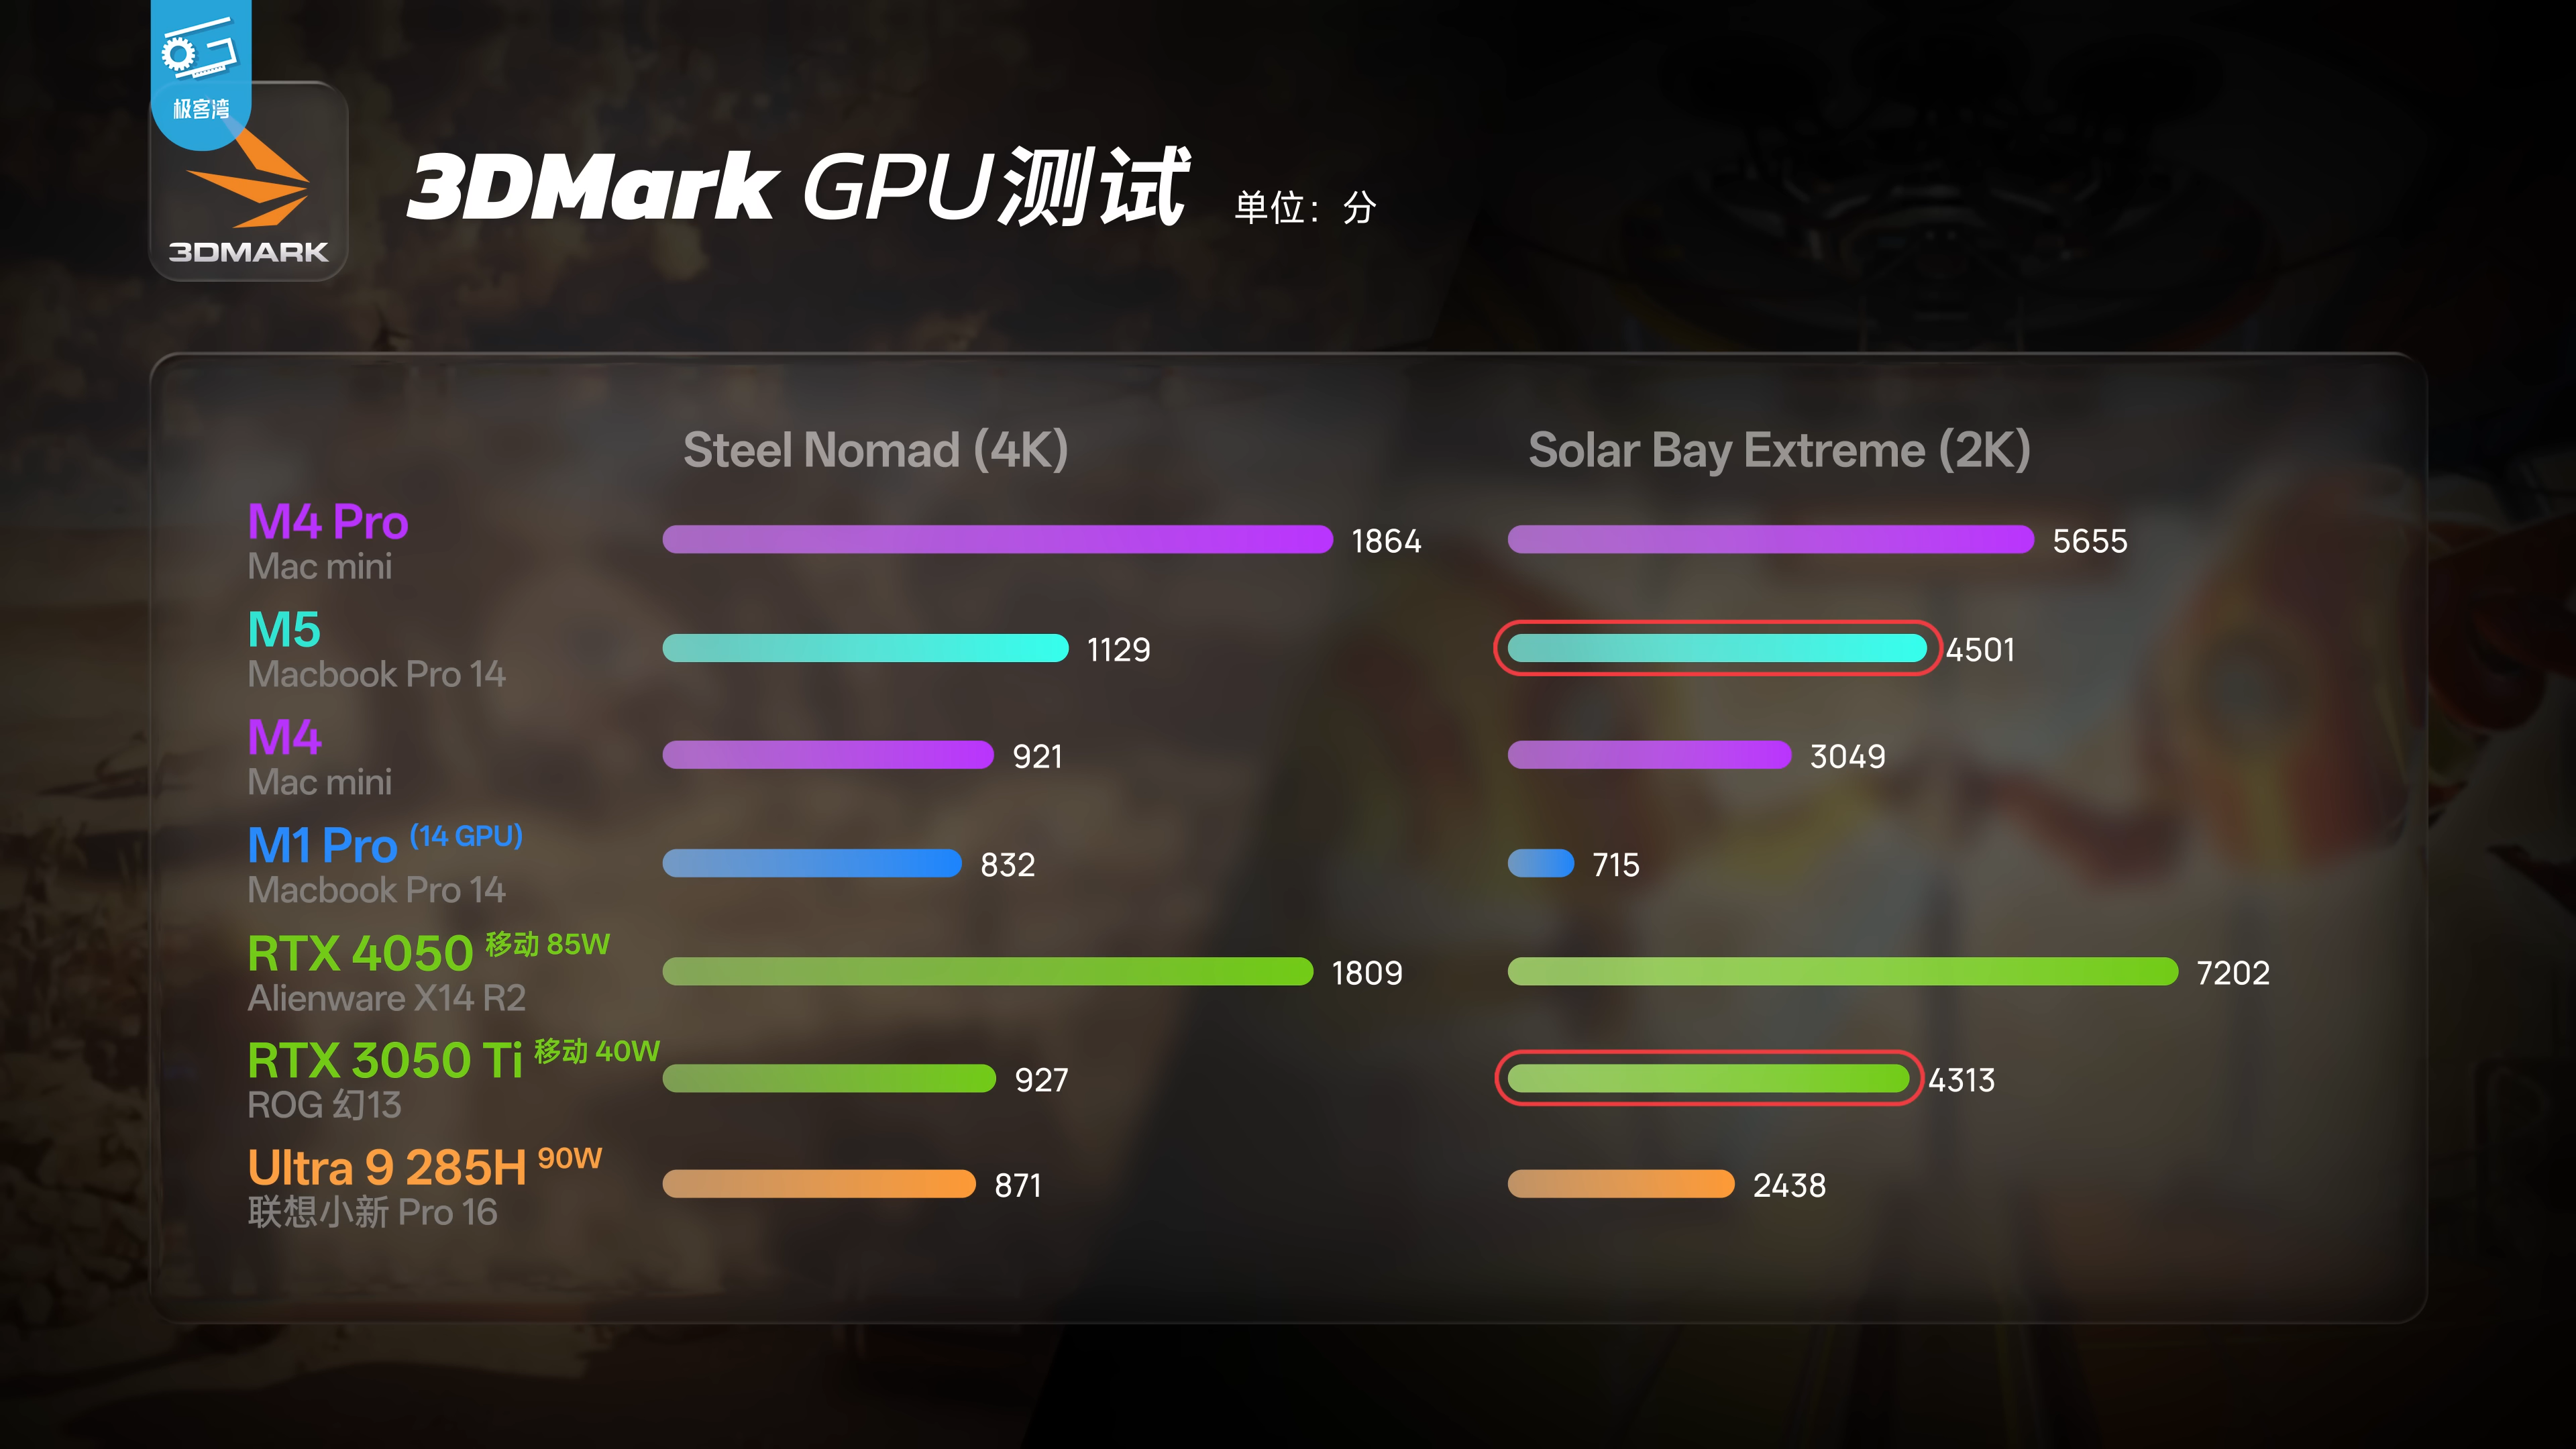 极客湾
3DMARK
3DMark GPU测试 单位：分
Steel Nomad (4K) Solar Bay Extreme (2K)
M4 Pro 1864 5655
Mac mini
M5 1129 4501
Macbook Pro 14
M4 921 3049
Mac mini
M1 Pro (14 GPU) 832 715
Macbook Pro 14
RTX 4050 移动 85W 1809 7202
Alienware X14 R2
RTX 3050 Ti 移动 40W 927 4313
ROG 幻13
Ultra 9 285H 90W 871 2438
联想小新 Pro 16